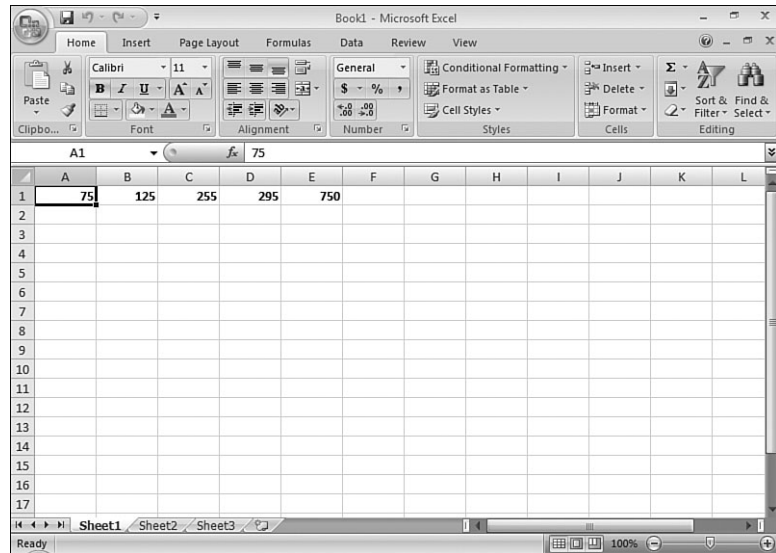 Book1 - Microsoft Excel
Home Insert Page Layout Formulas Data Review View
Calibri 11 General Conditional Formatting Insert Σ
B I U A A $ % , Format as Table Delete
Paste A .0 .00 .00 .0 Cell Styles Format Sort & Filter Find & Select
Clipbo... Font Alignment Number Styles Cells Editing
A1 fx 75
A B C D E F G H I J K L
1 75 125 255 295 750
2
3
4
5
6
7
8
9
10
11
12
13
14
15
16
17
Sheet1 Sheet2 Sheet3
Ready 100%